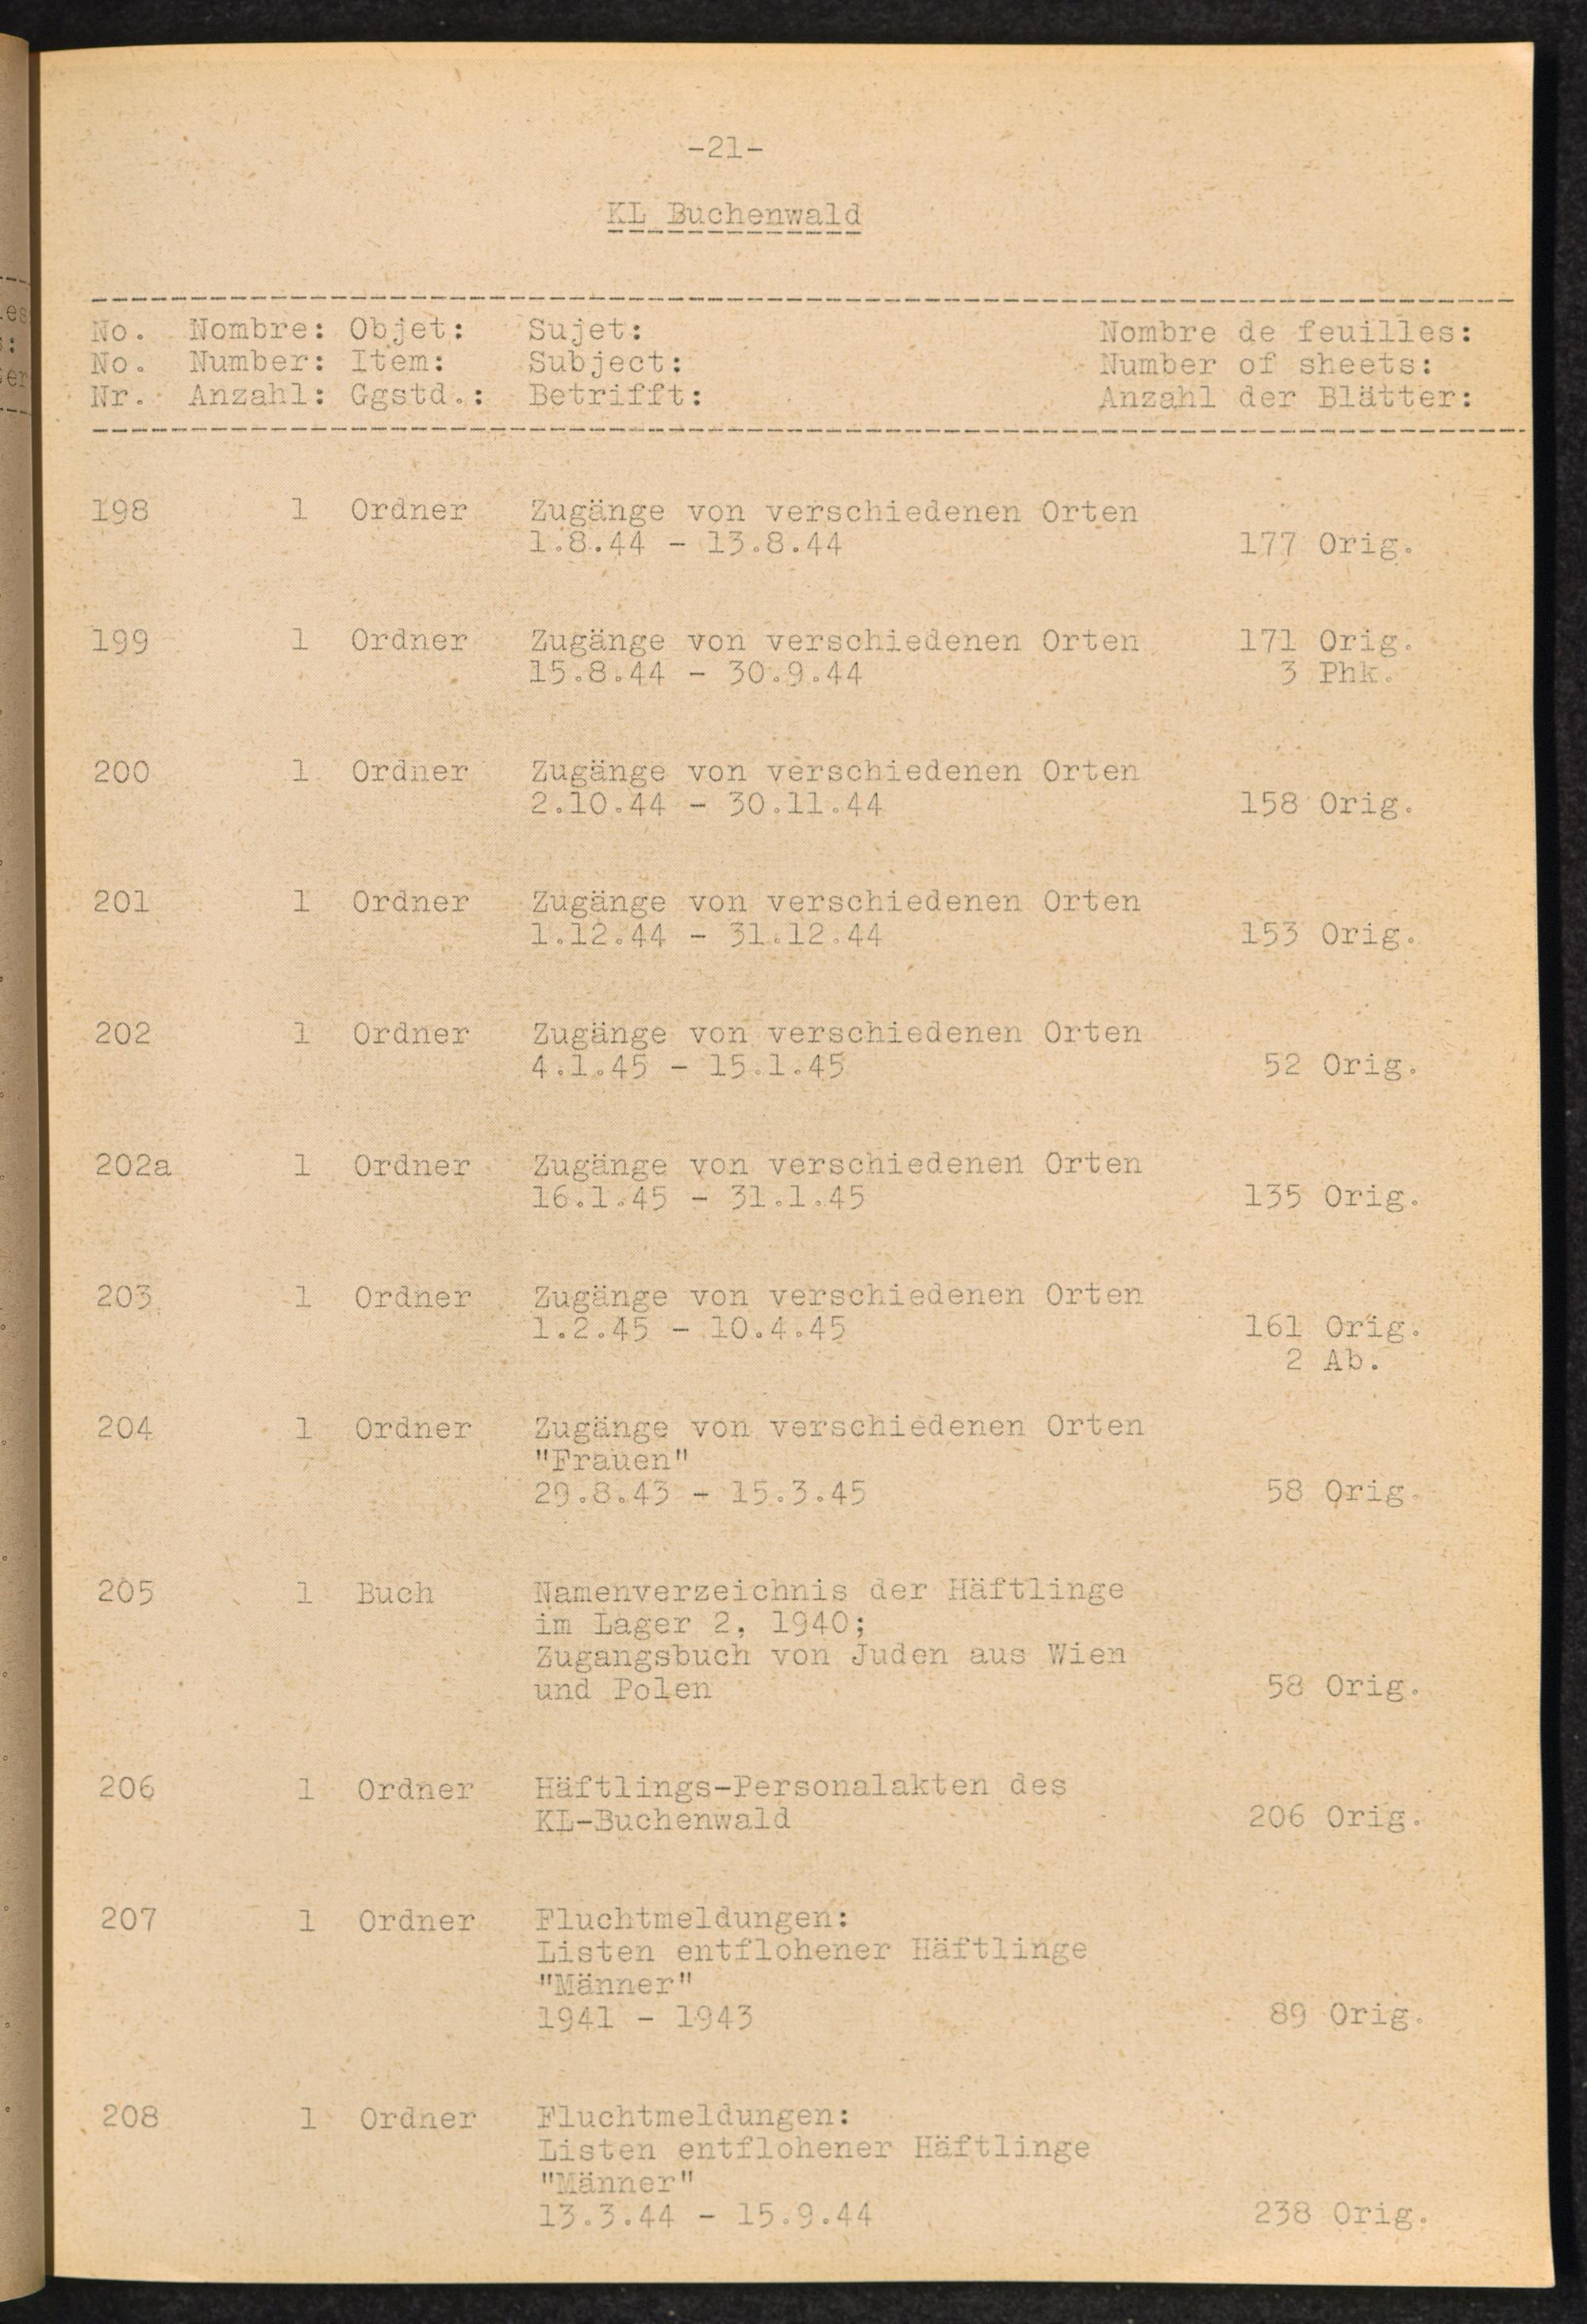 -21-
KL Buchenwald
No. Nombre: Objet: Sujet: Nombre de feuilles:
No. Number: Item: Subject: Number of sheets:
Nr. Anzahl: Ggstd.: Betrifft: Anzahl der Blätter:
198 1 Ordner Zugänge von verschiedenen Orten
1.8.44 - 13.8.44 177 Orig.
199 1 Ordner Zugänge von verschiedenen Orten 171 Orig.
15.8.44 - 30.9.44 3 Phk.
200 1 Ordner Zugänge von verschiedenen Orten
2.10.44 - 30.11.44 158 Orig.
201 1 Ordner Zugänge von verschiedenen Orten
1.12.44 - 31.12.44 153 Orig.
202 1 Ordner Zugänge von verschiedenen Orten
4.1.45 - 15.1.45 52 Orig.
202a 1 Ordner Zugänge von verschiedenen Orten
16.1.45 - 31.1.45 135 Orig.
203 1 Ordner Zugänge von verschiedenen Orten
1.2.45 - 10.4.45 161 Orig.
2 Ab.
204 1 Ordner Zugänge von verschiedenen Orten
"Frauen"
29.8.43 - 15.3.45 58 Orig.
205 1 Buch Namenverzeichnis der Häftlinge
im Lager 2, 1940;
Zugangsbuch von Juden aus Wien
und Polen 58 Orig.
206 1 Ordner Häftlings-Personalakten des
KL-Buchenwald 206 Orig.
207 1 Ordner Fluchtmeldungen:
Listen entflohener Häftlinge
"Männer"
1941 - 1943 89 Orig.
208 1 Ordner Fluchtmeldungen:
Listen entflohener Häftlinge
"Männer"
13.3.44 - 15.9.44 238 Orig.